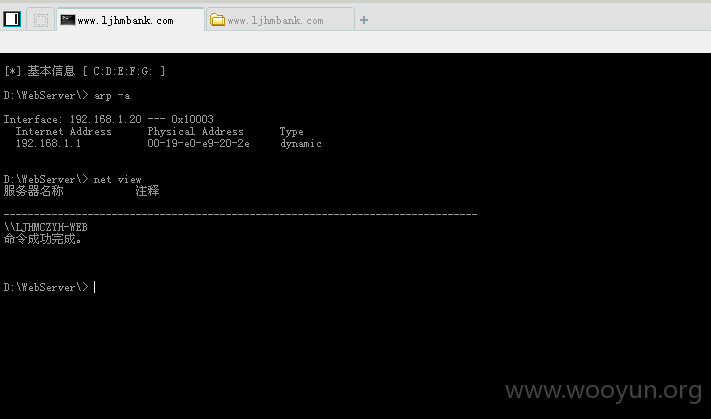 www.ljhmbank.com
www.ljhmbank.com
[*] 基本信息 [ C:D:E:F:G: ]
D:\WebServer\> arp -a
Interface: 192.168.1.20 --- 0x10003
Internet Address Physical Address Type
192.168.1.1 00-19-e0-e9-20-2e dynamic
D:\WebServer\> net view
服务器名称 注释
-------------------------------------------------------------------------------
\\LJHMCZYH-WEB
命令成功完成。
D:\WebServer\>
www.wooyun.org